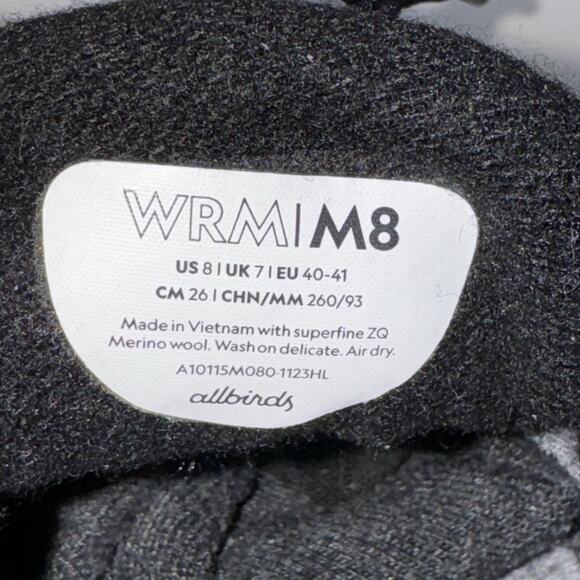 WRM|M8
US 8 | UK 7 | EU 40-41
CM 26 | CHN/MM 260/93
Made in Vietnam with superfine ZQ
Merino wool. Wash on delicate. Air dry.
A10115M080-1123HL
allbirds